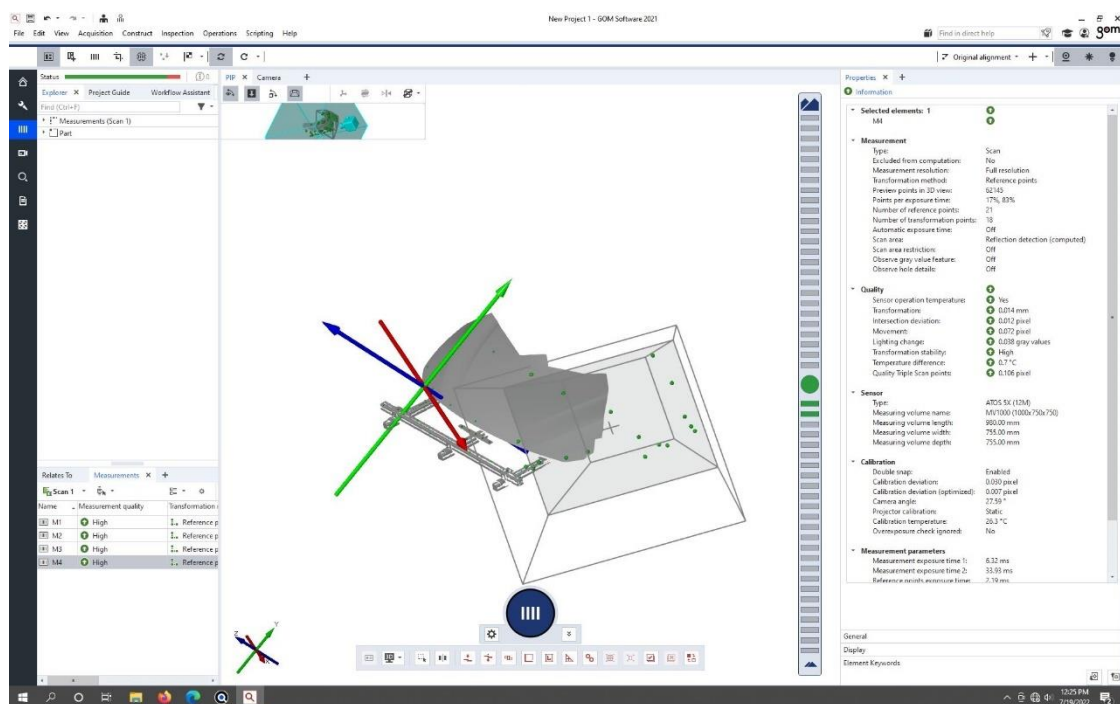 New Project 1 - GOM Software 2021
File Edit View Acquisition Construct Inspection Operations Scripting Help
Find in direct help
gom
Original alignment
Status
0
Explorer Project Guide Workflow Assistant
Find (Ctrl+F)
Measurements (Scan 1)
Part
PIP Camera +
Y
X
Z
Relates To Measurements +
Scan 1
Name Measurement quality Transformation
M1 High Reference p
M2 High Reference p
M3 High Reference p
M4 High Reference p
Properties +
Information
Selected elements: 1
M4
Measurement
Type: Scan
Excluded from computation: No
Measurement resolution: Full resolution
Transformation method: Reference points
Preview points in 3D view: 62145
Points per exposure time: 17%, 83%
Number of reference points: 21
Number of transformation points: 18
Automatic exposure time: Off
Scan area: Reflection detection (computed)
Scan area restriction: Off
Observe gray value feature: Off
Observe hole details: Off
Quality
Sensor operation temperature: Yes
Transformation: 0.014 mm
Intersection deviation: 0.012 pixel
Movement: 0.072 pixel
Lighting change: 0.038 gray values
Transformation stability: High
Temperature difference: 0.7 °C
Quality Triple Scan points: 0.106 pixel
Sensor
Type: ATOS 5X (12M)
Measuring volume name: MV1000 (1000x750x750)
Measuring volume length: 980.00 mm
Measuring volume width: 755.00 mm
Measuring volume depth: 755.00 mm
Calibration
Double snap: Enabled
Calibration deviation: 0.030 pixel
Calibration deviation (optimized): 0.007 pixel
Camera angle: 27.59 °
Projector calibration: Static
Calibration temperature: 26.3 °C
Overexposure check ignored: No
Measurement parameters
Measurement exposure time 1: 6.32 ms
Measurement exposure time 2: 33.93 ms
Reference points exposure time: 2.39 ms
General
Display
Element Keywords
12:25 PM
7/19/2022